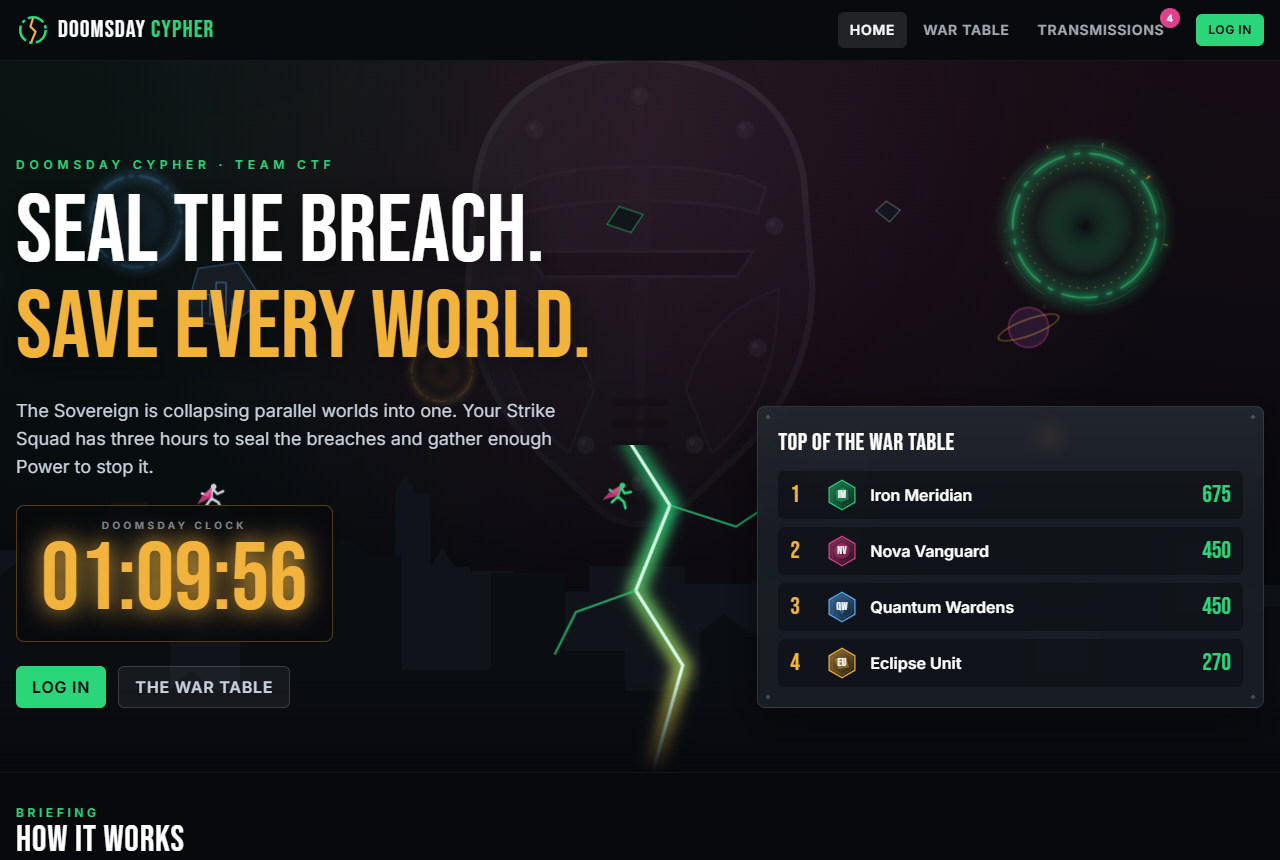 DOOMSDAY CYPHER
HOME
WAR TABLE
TRANSMISSIONS
4
LOG IN
DOOMSDAY CYPHER · TEAM CTF
SEAL THE BREACH.
SAVE EVERY WORLD.
The Sovereign is collapsing parallel worlds into one. Your Strike
Squad has three hours to seal the breaches and gather enough
Power to stop it.
DOOMSDAY CLOCK
01:09:56
LOG IN
THE WAR TABLE
TOP OF THE WAR TABLE
1 IM Iron Meridian 675
2 NV Nova Vanguard 450
3 QW Quantum Wardens 450
4 EU Eclipse Unit 270
BRIEFING
HOW IT WORKS